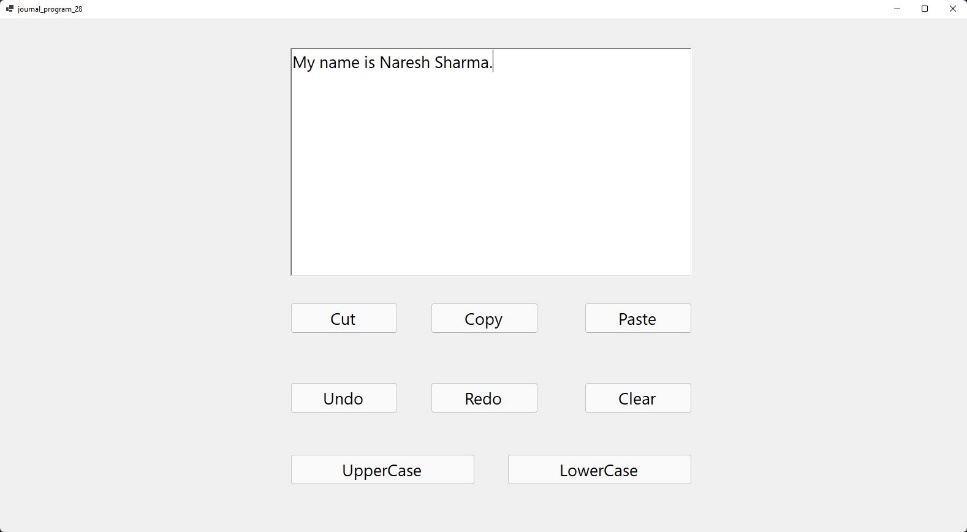 journal_program_28
My name is Naresh Sharma.
Cut Copy Paste
Undo Redo Clear
UpperCase LowerCase